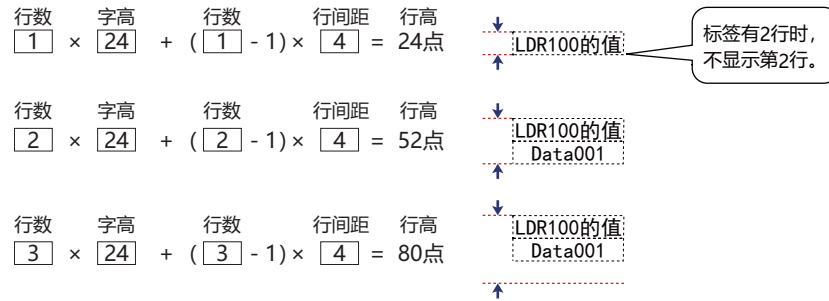 行数 字高 行数 行间距 行高
1 × 24 + ( 1 - 1) × 4 = 24点
LDR100的值
标签有2行时，
不显示第2行。
行数 字高 行数 行间距 行高
2 × 24 + ( 2 - 1) × 4 = 52点
LDR100的值
Data001
行数 字高 行数 行间距 行高
3 × 24 + ( 3 - 1) × 4 = 80点
LDR100的值
Data001